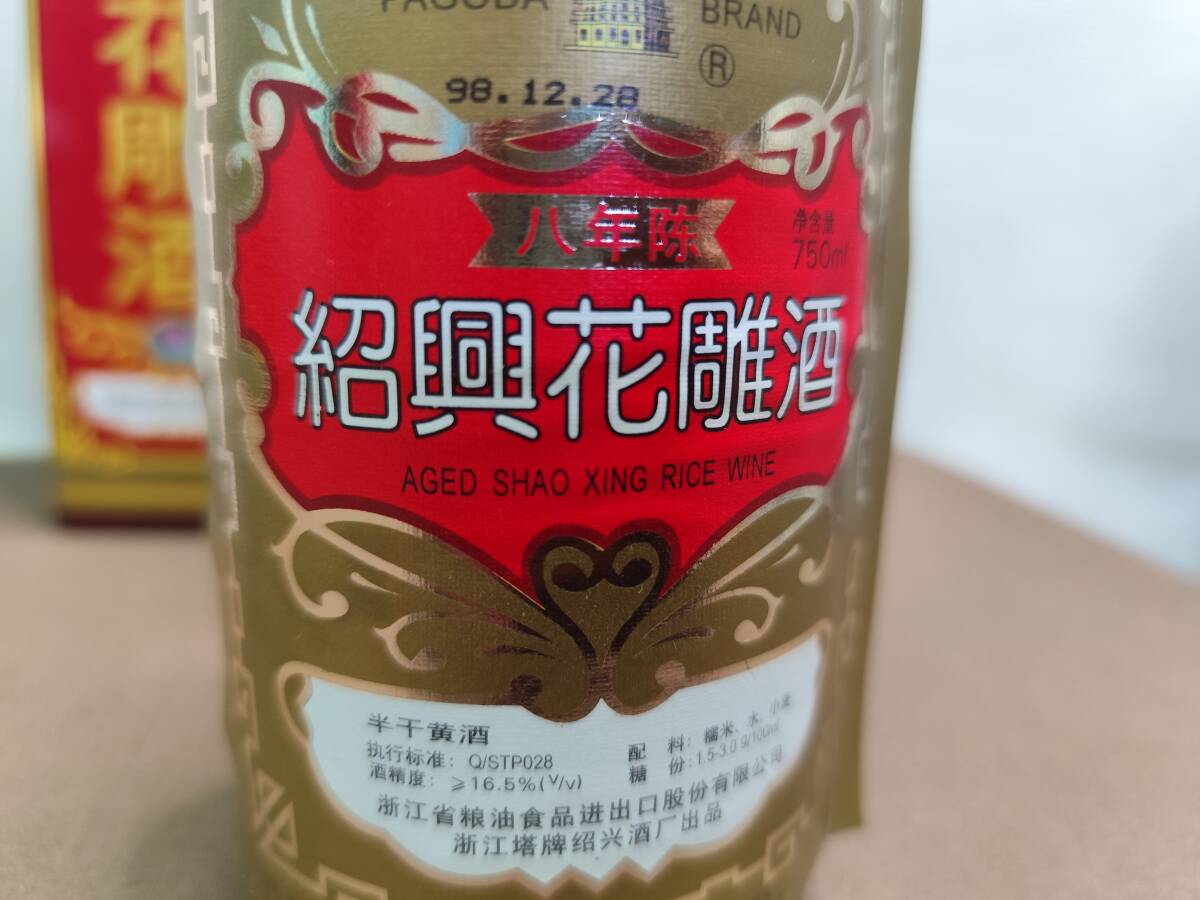 PAGODA BRAND
®
98.12.28
八年陈
净含量
750ml
紹興花雕酒
AGED SHAO XING RICE WINE
半干黄酒
执行标准: Q/STP028
酒精度: ≥16.5%(V/v)
配 料: 糯米、水、小麦
糖 份: 1.5-3.0.9/100ml
浙江省粮油食品进出口股份有限公司
浙江塔牌绍兴酒厂出品
花雕酒